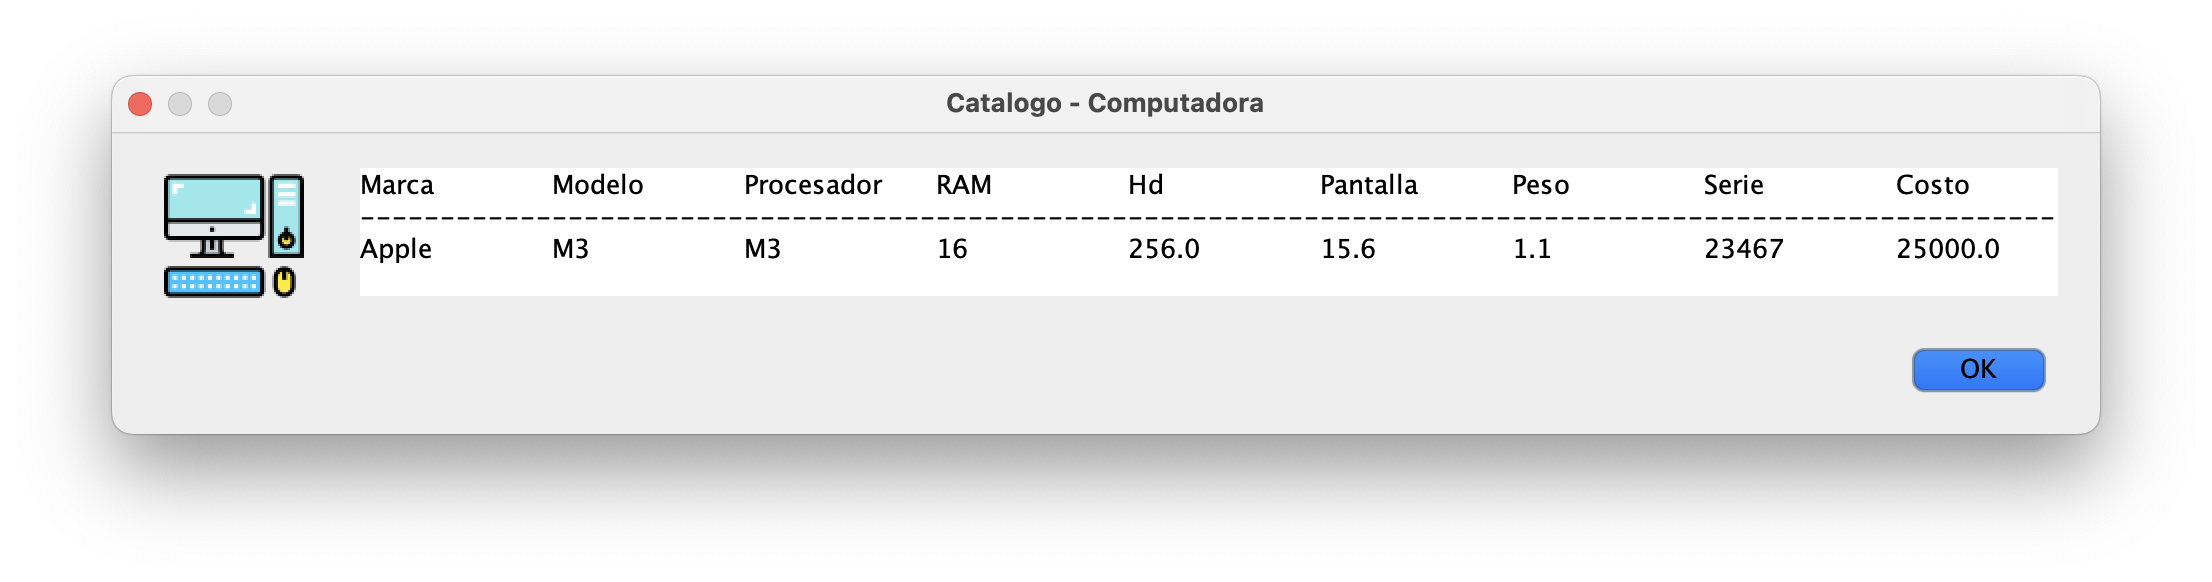 Catalogo - Computadora
Marca Modelo Procesador RAM Hd Pantalla Peso Serie Costo
Apple M3 M3 16 256.0 15.6 1.1 23467 25000.0
OK